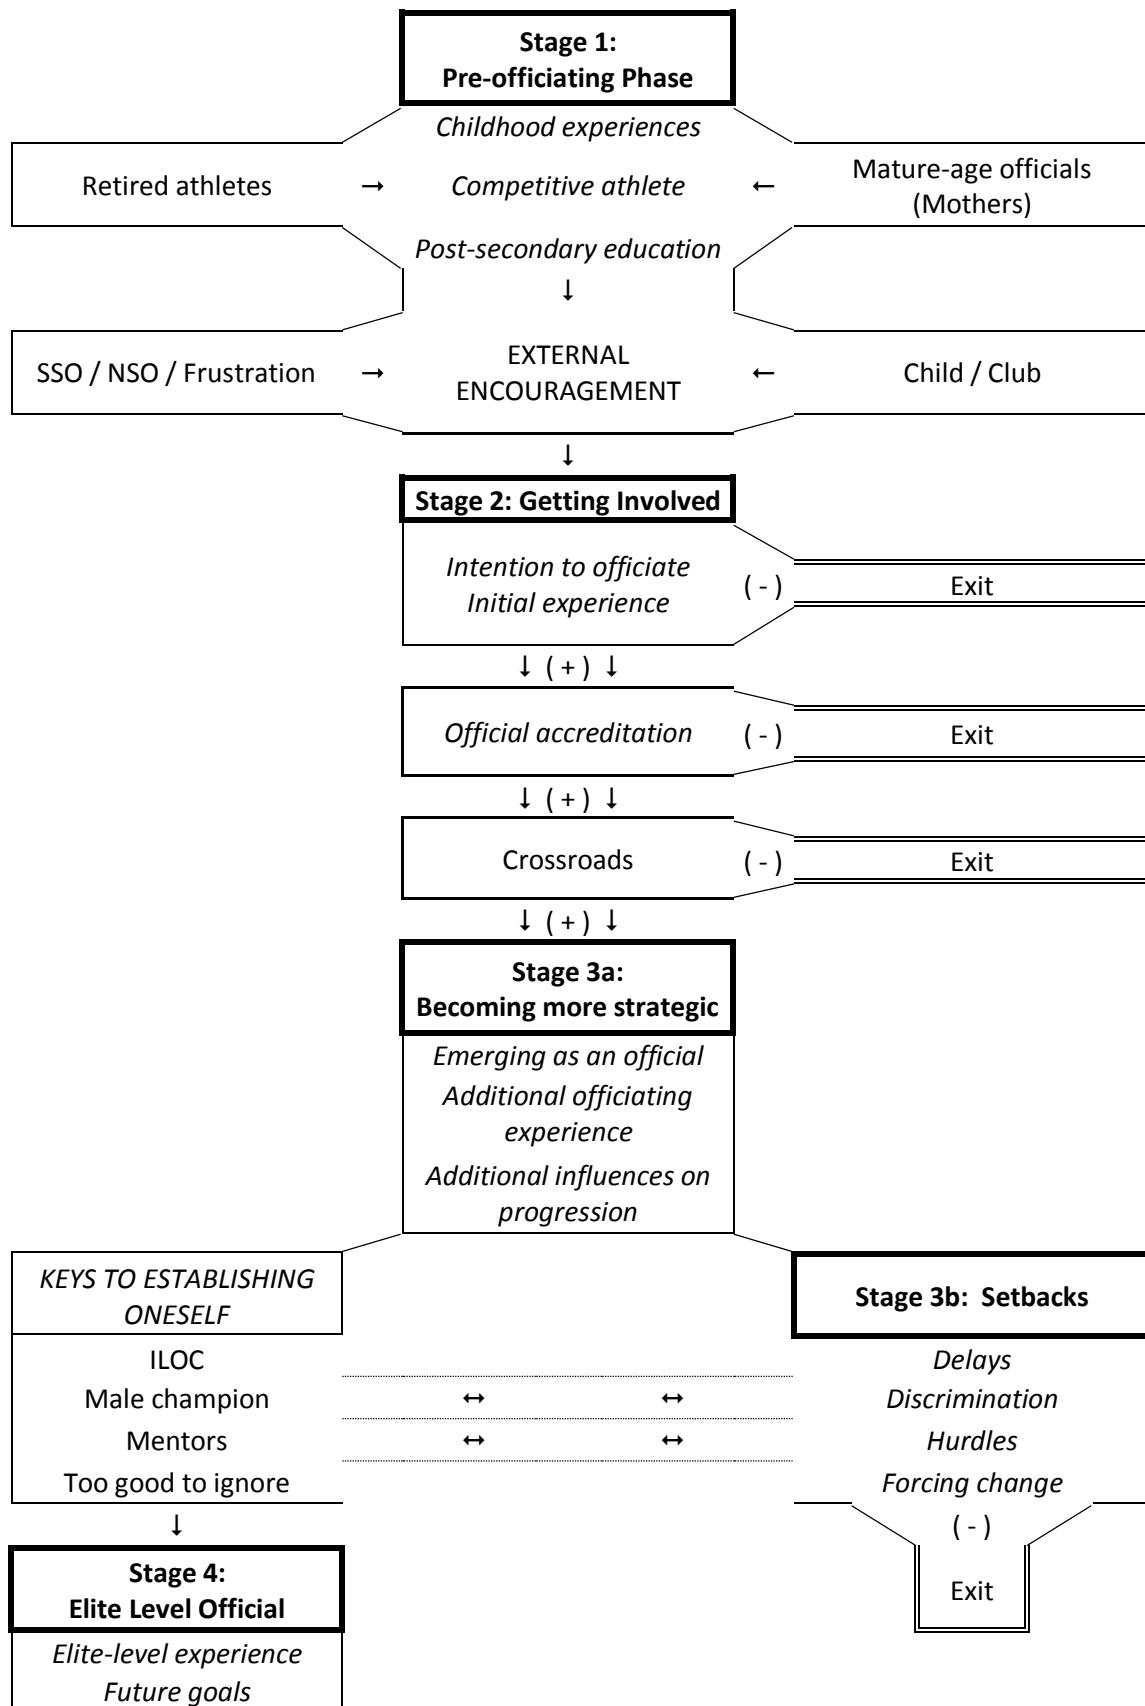 Stage 1:
Pre-officiating Phase
Childhood experiences
Retired athletes → Competitive athlete ← Mature-age officials
(Mothers)
Post-secondary education
↓
SSO / NSO / Frustration → EXTERNAL
ENCOURAGEMENT ← Child / Club
↓
Stage 2: Getting Involved
Intention to officiate
Initial experience
( - ) Exit
↓ ( + ) ↓
Official accreditation ( - ) Exit
↓ ( + ) ↓
Crossroads ( - ) Exit
↓ ( + ) ↓
Stage 3a:
Becoming more strategic
Emerging as an official
Additional officiating
experience
Additional influences on
progression
KEYS TO ESTABLISHING
ONESELF
Stage 3b: Setbacks
ILOC Delays
Male champion ↔ ↔ Discrimination
Mentors ↔ ↔ Hurdles
Too good to ignore Forcing change
↓ ( - )
Stage 4:
Elite Level Official
Exit
Elite-level experience
Future goals